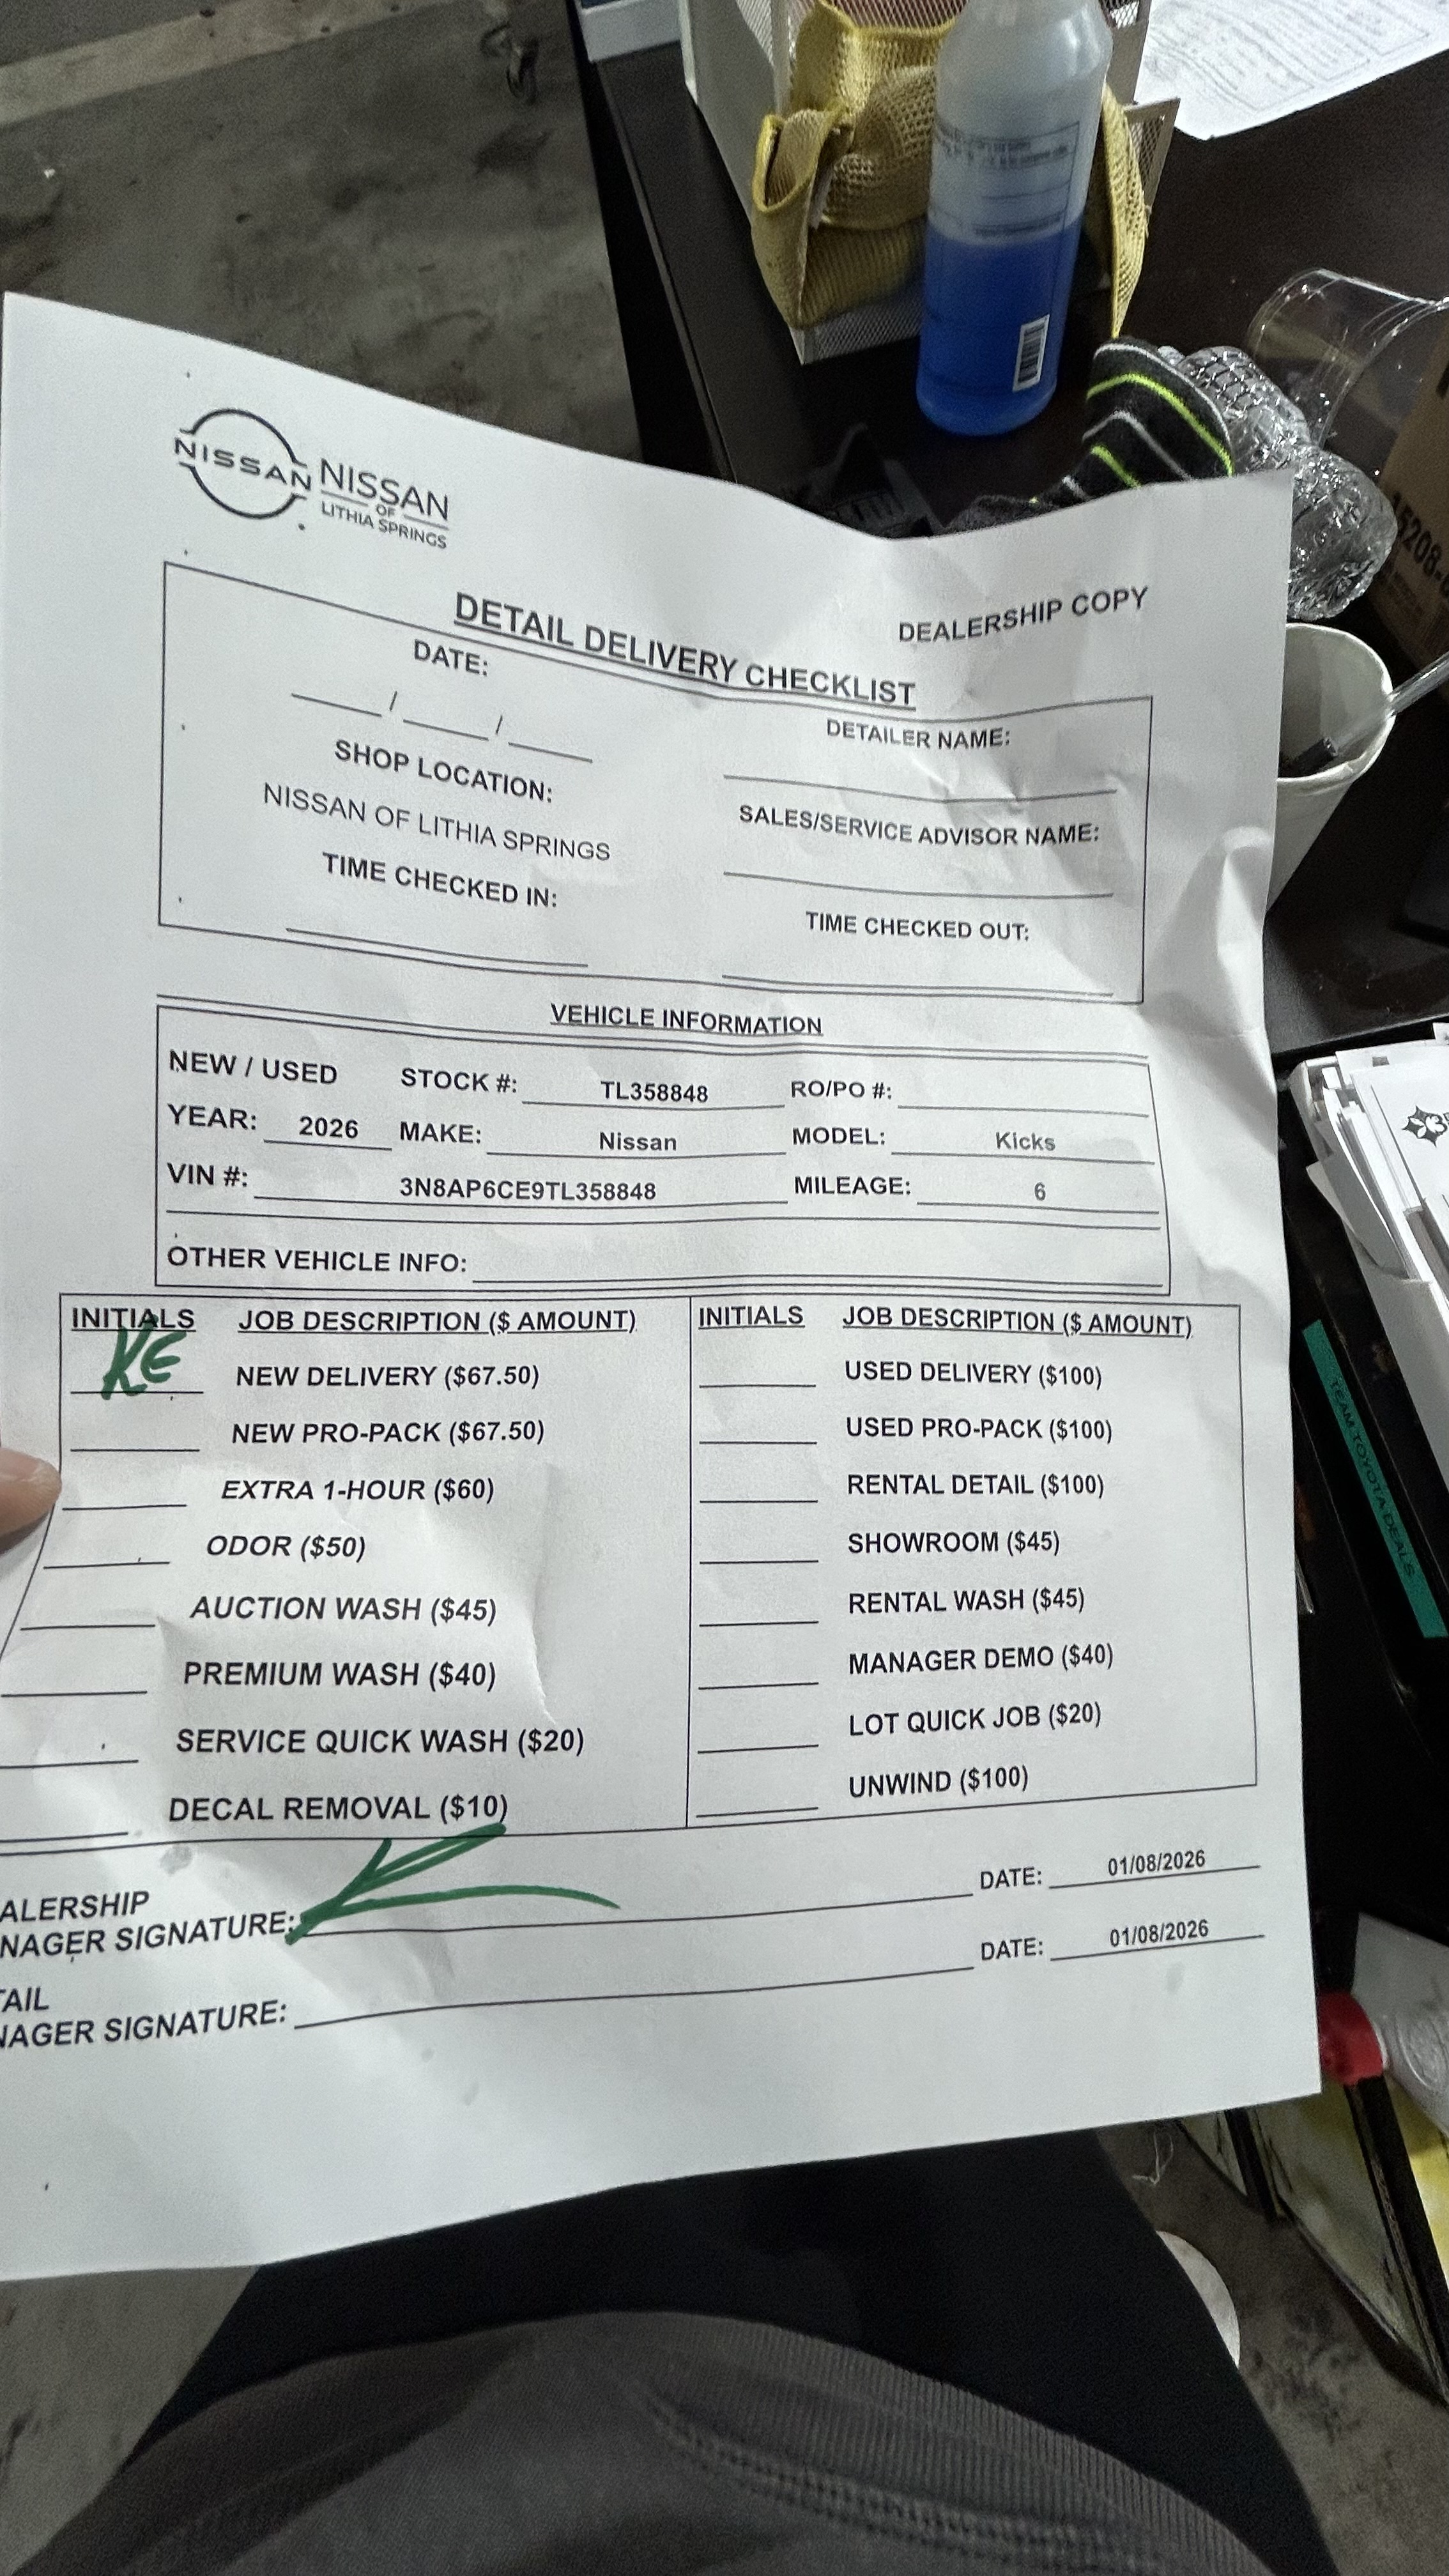 NISSAN NISSAN
OF
LITHIA SPRINGS
DEALERSHIP COPY
DETAIL DELIVERY CHECKLIST
DATE:
___/___/___
DETAILER NAME:
SHOP LOCATION:
NISSAN OF LITHIA SPRINGS
SALES/SERVICE ADVISOR NAME:
TIME CHECKED IN:
TIME CHECKED OUT:
VEHICLE INFORMATION
NEW / USED STOCK #: TL358848 RO/PO #:
YEAR: 2026 MAKE: Nissan MODEL: Kicks
VIN #: 3N8AP6CE9TL358848 MILEAGE: 6
OTHER VEHICLE INFO:
INITIALS JOB DESCRIPTION ($ AMOUNT) INITIALS JOB DESCRIPTION ($ AMOUNT)
KE NEW DELIVERY ($67.50) USED DELIVERY ($100)
NEW PRO-PACK ($67.50) USED PRO-PACK ($100)
EXTRA 1-HOUR ($60) RENTAL DETAIL ($100)
ODOR ($50) SHOWROOM ($45)
AUCTION WASH ($45) RENTAL WASH ($45)
PREMIUM WASH ($40) MANAGER DEMO ($40)
SERVICE QUICK WASH ($20) LOT QUICK JOB ($20)
DECAL REMOVAL ($10) UNWIND ($100)
ALERSHIP
NAGER SIGNATURE: DATE: 01/08/2026
TAIL
NAGER SIGNATURE: DATE: 01/08/2026
TEAM TOYOTA DEALS